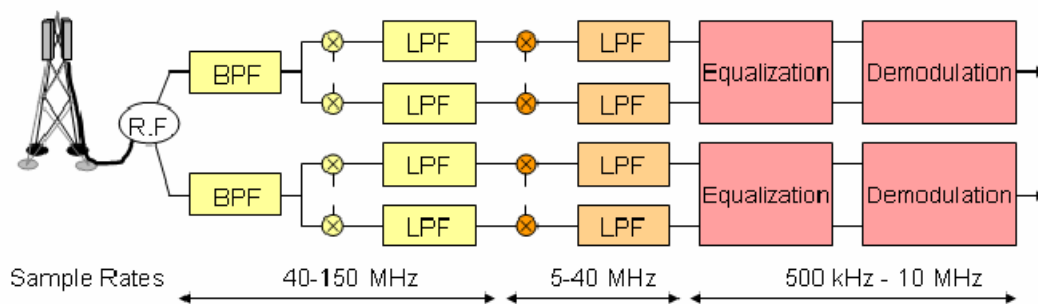 LPF LPF
BPF Equalization Demodulation
LPF LPF
R.F
LPF LPF
BPF Equalization Demodulation
LPF LPF
Sample Rates 40-150 MHz 5-40 MHz 500 kHz - 10 MHz